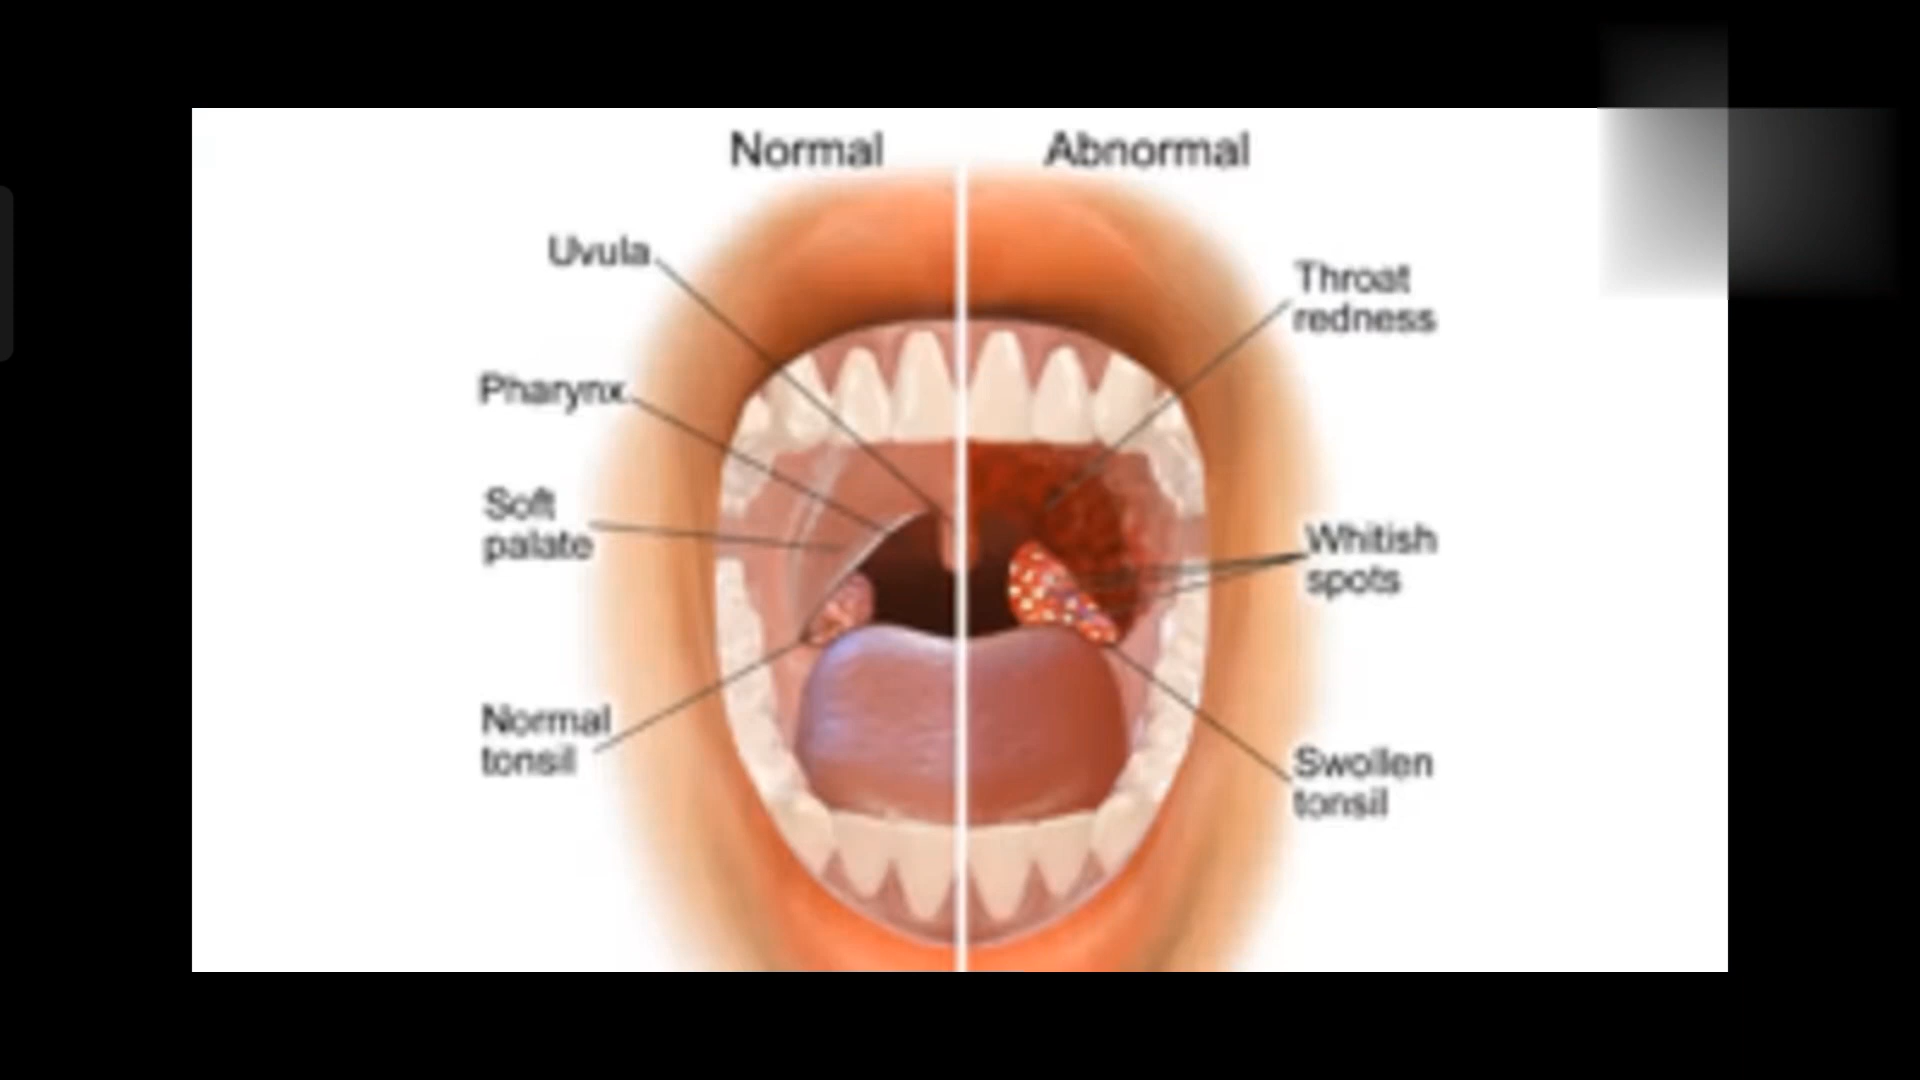 Normal
Abnormal
Uvula
Pharynx
Soft
palate
Normal
tonsil
Throat
redness
Whitish
spots
Swollen
tonsil